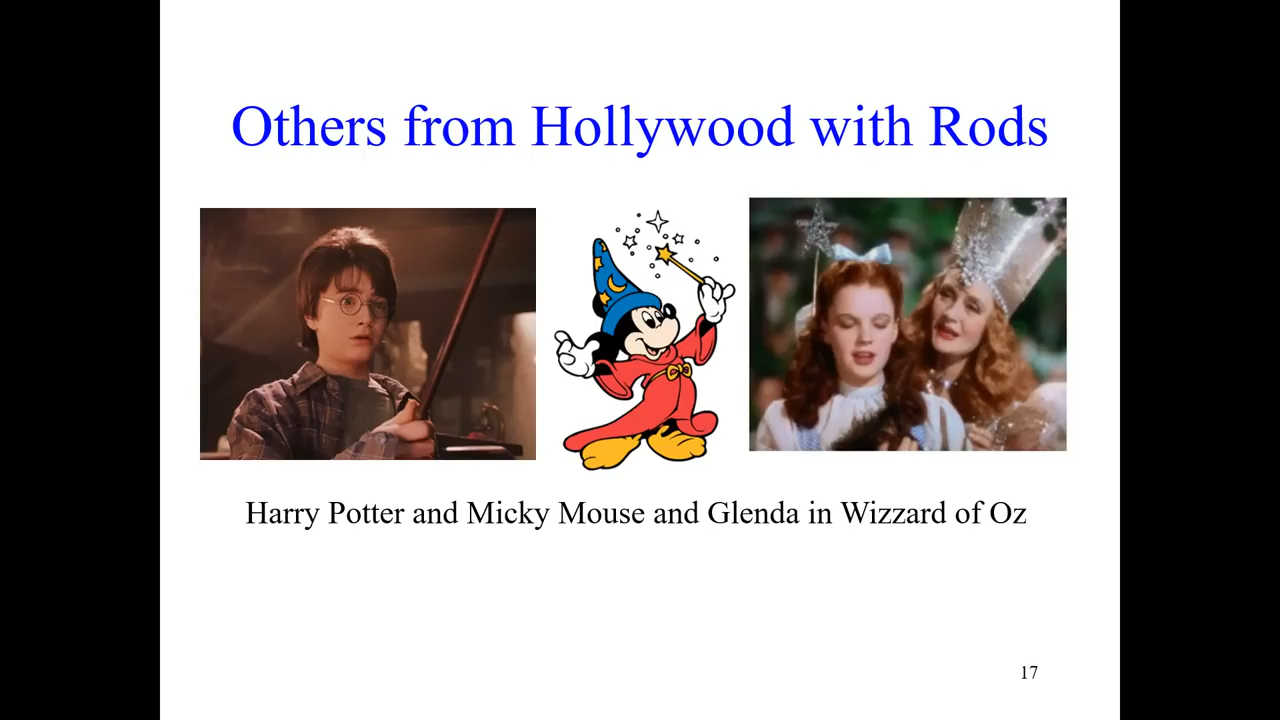 Others from Hollywood with Rods
Harry Potter and Micky Mouse and Glenda in Wizzard of Oz
17